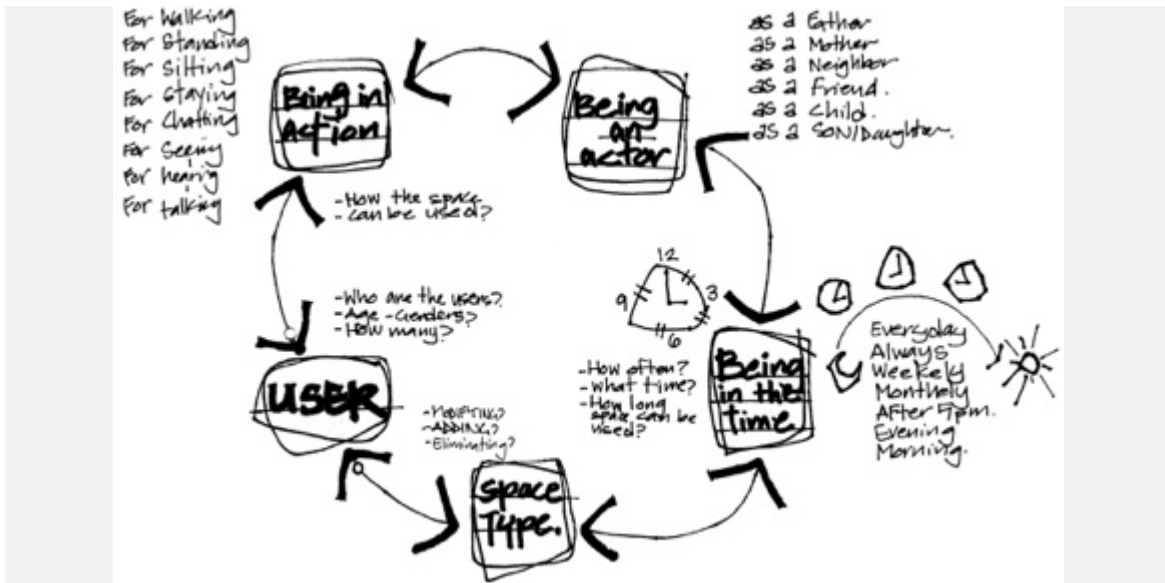 For Walking
For Standing
For Sitting
For Staying
For Chatting
For Seeing
For hearig
For talking
Being in
Action
-How the space
-can be used?
Being
an
actor
as a Father
as a Mother
as a Neighbor
as a Friend.
as a Child.
as a SON/Daughter.
12
3
6
9
Being
in the
time
-How often?
-what time?
-How long
space can be
used?
Everyday
Always
Weekely
Monthely
After 5pm.
Evening
Morning.
-Who are the users?
-Age-Genders?
-How many?
USER
-ADDING?
-Eliminating?
Space
Type.